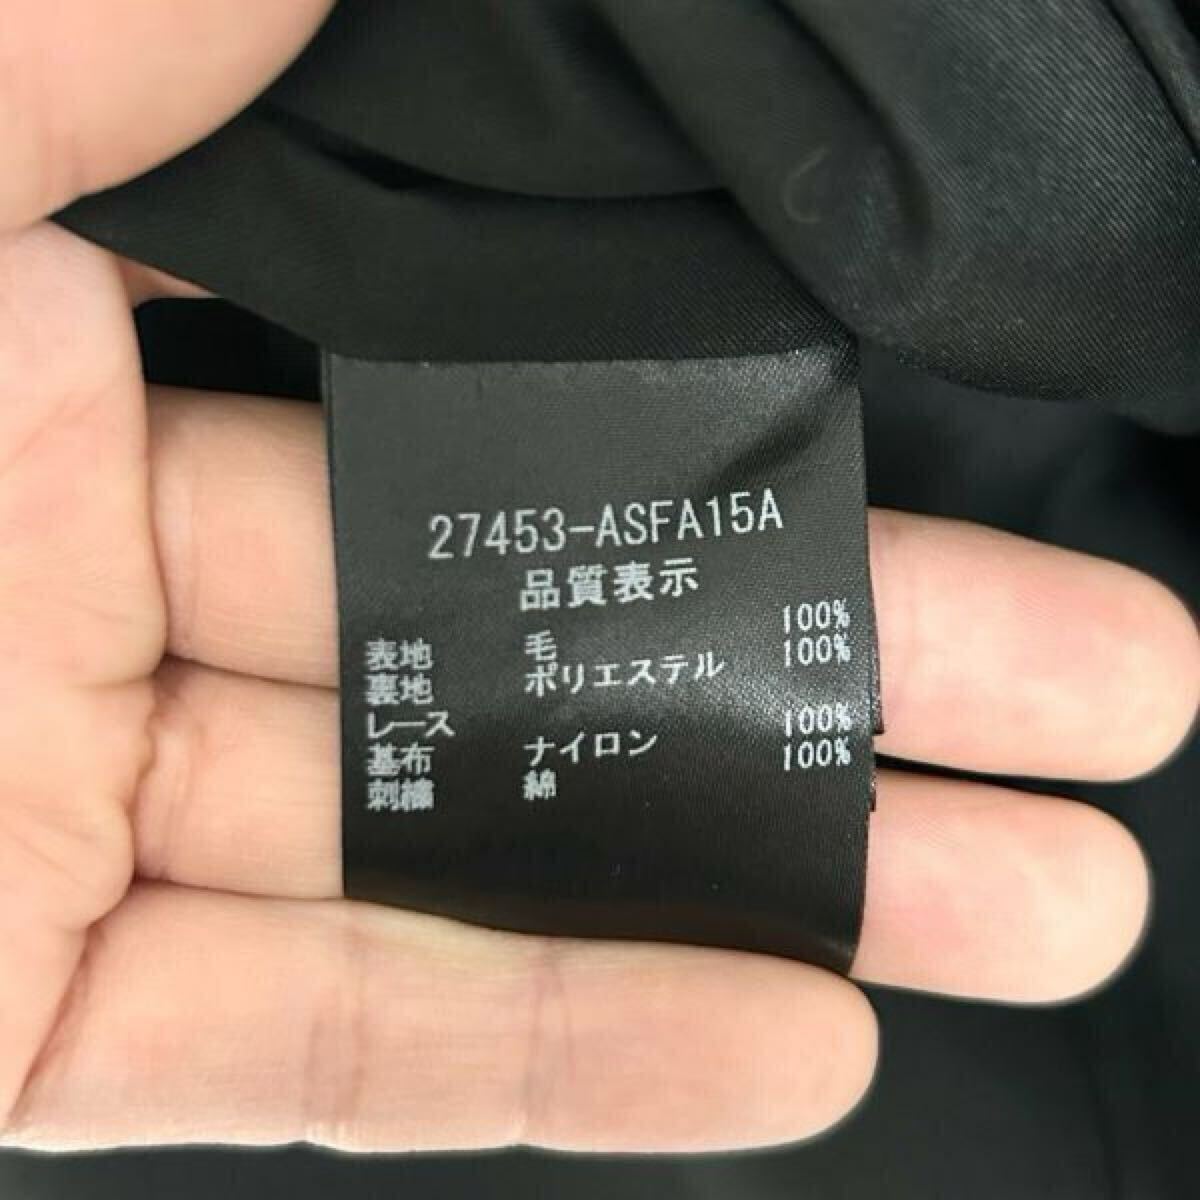 27453-ASFA15A
品質表示
表地 毛 100%
裏地 ポリエステル 100%
レース
基布 ナイロン 100%
刺繍 綿 100%